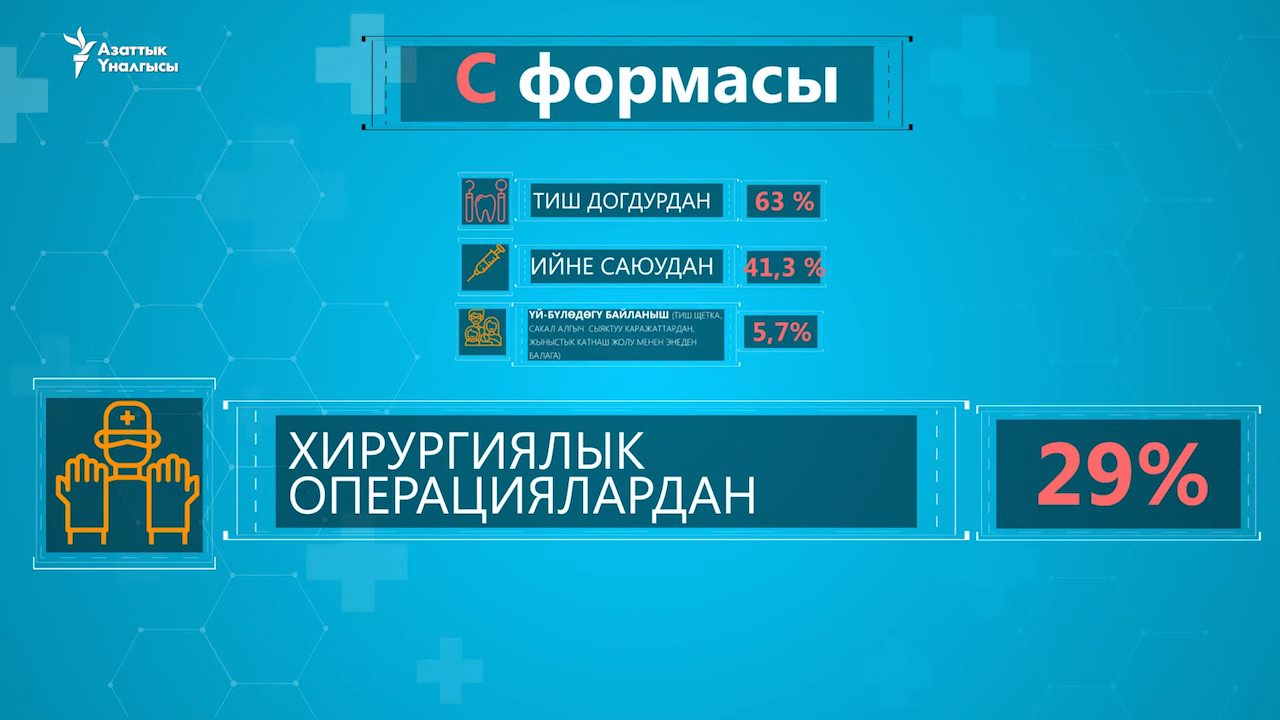 Азаттык
Үналгысы
С формасы
ТИШ ДОГДУРДАН
63 %
ИЙНЕ САЮУДАН
41,3 %
ҮЙ-БҮЛӨДӨГҮ БАЙЛАНЫШ (ТИШ ЩЕТКА,
САКАЛ АЛГЫЧ СЫЯКТУУ КАРАЖАТТАРДАН,
ЖЫНЫСТЫК КАТНАШ ЖОЛУ МЕНЕН ЭНЕДЕН
БАЛАГА)
5,7%
ХИРУРГИЯЛЫК
ОПЕРАЦИЯЛАРДАН
29%